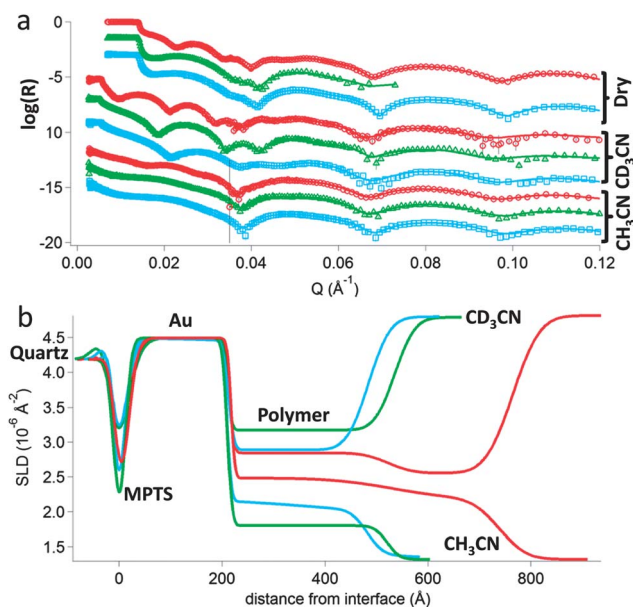 a
0
-5
-10
-15
-20
log(R)
Dry
CD₃CN
CH₃CN
0.00
0.02
0.04
0.06
0.08
0.10
0.12
Q (Å⁻¹)
b
4.5
4.0
3.5
3.0
2.5
2.0
1.5
SLD (10⁻⁶ Å⁻²)
Quartz
Au
CD₃CN
Polymer
MPTS
CH₃CN
0
200
400
600
800
distance from interface (Å)